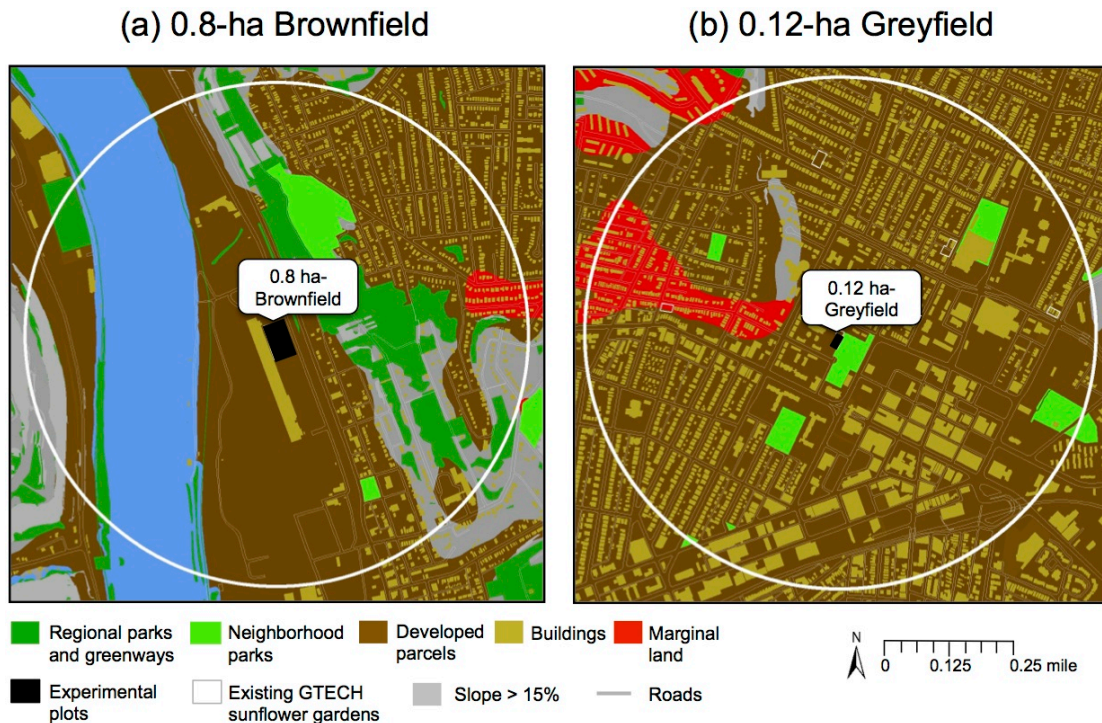 (a) 0.8-ha Brownfield
(b) 0.12-ha Greyfield
0.8 ha-
Brownfield
0.12 ha-
Greyfield
Regional parks
and greenways
Neighborhood
parks
Developed
parcels
Buildings
Marginal
land
Experimental
plots
Existing GTECH
sunflower gardens
Slope > 15%
Roads
N
0 0.125 0.25 mile